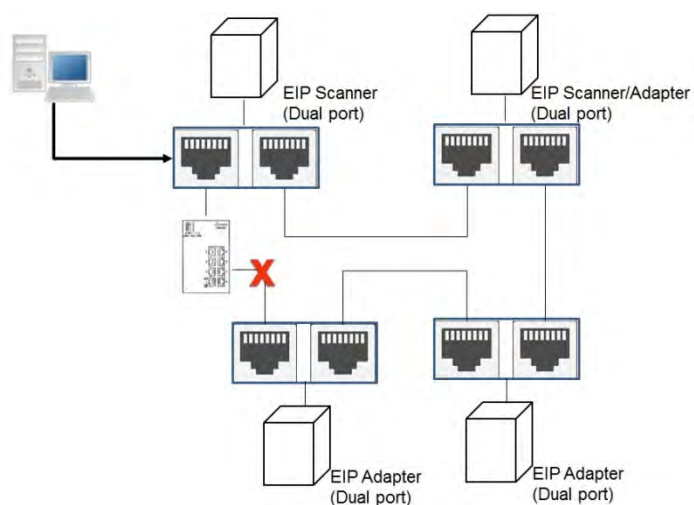 EIP Scanner
(Dual port)
EIP Scanner/Adapter
(Dual port)
X
EIP Adapter
(Dual port)
EIP Adapter
(Dual port)